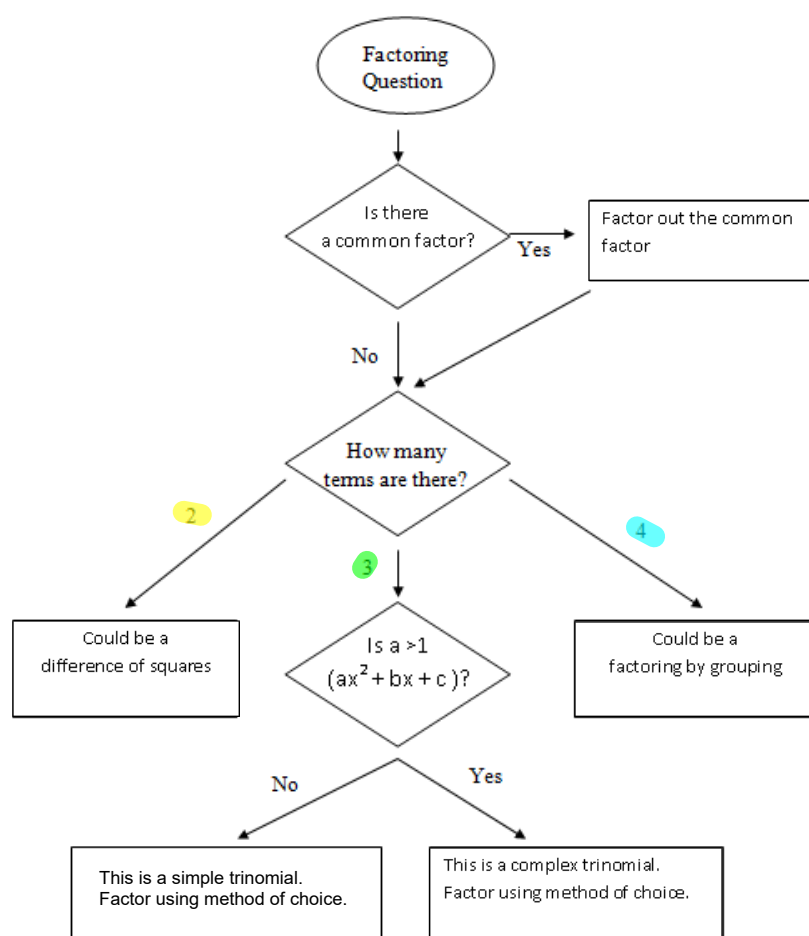 Factoring
Question
Is there
a common factor?
Yes
Factor out the common
factor
No
How many
terms are there?
2
3
4
Could be a
difference of squares
Is a >1
(ax² + bx + c )?
Could be a
factoring by grouping
No
Yes
This is a simple trinomial.
Factor using method of choice.
This is a complex trinomial.
Factor using method of choice.